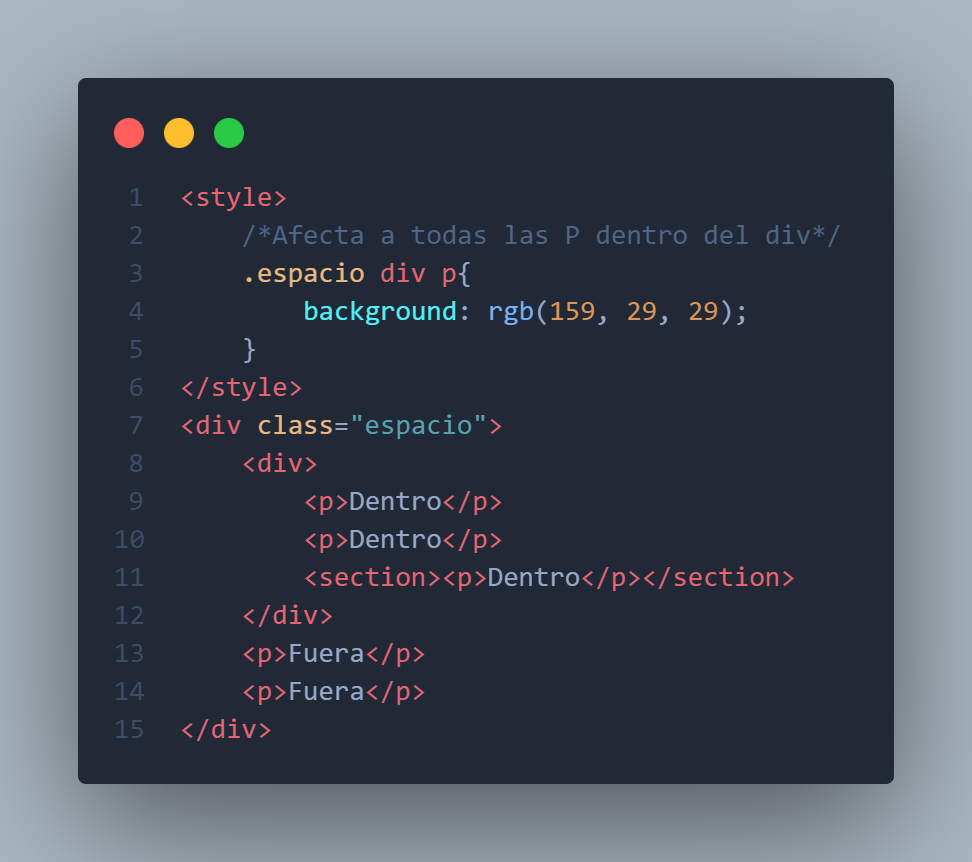 1 <style>
2 /*Afecta a todas las P dentro del div*/
3 .espacio div p{
4 background: rgb(159, 29, 29);
5 }
6 </style>
7 <div class="espacio">
8 <div>
9 <p>Dentro</p>
10 <p>Dentro</p>
11 <section><p>Dentro</p></section>
12 </div>
13 <p>Fuera</p>
14 <p>Fuera</p>
15 </div>